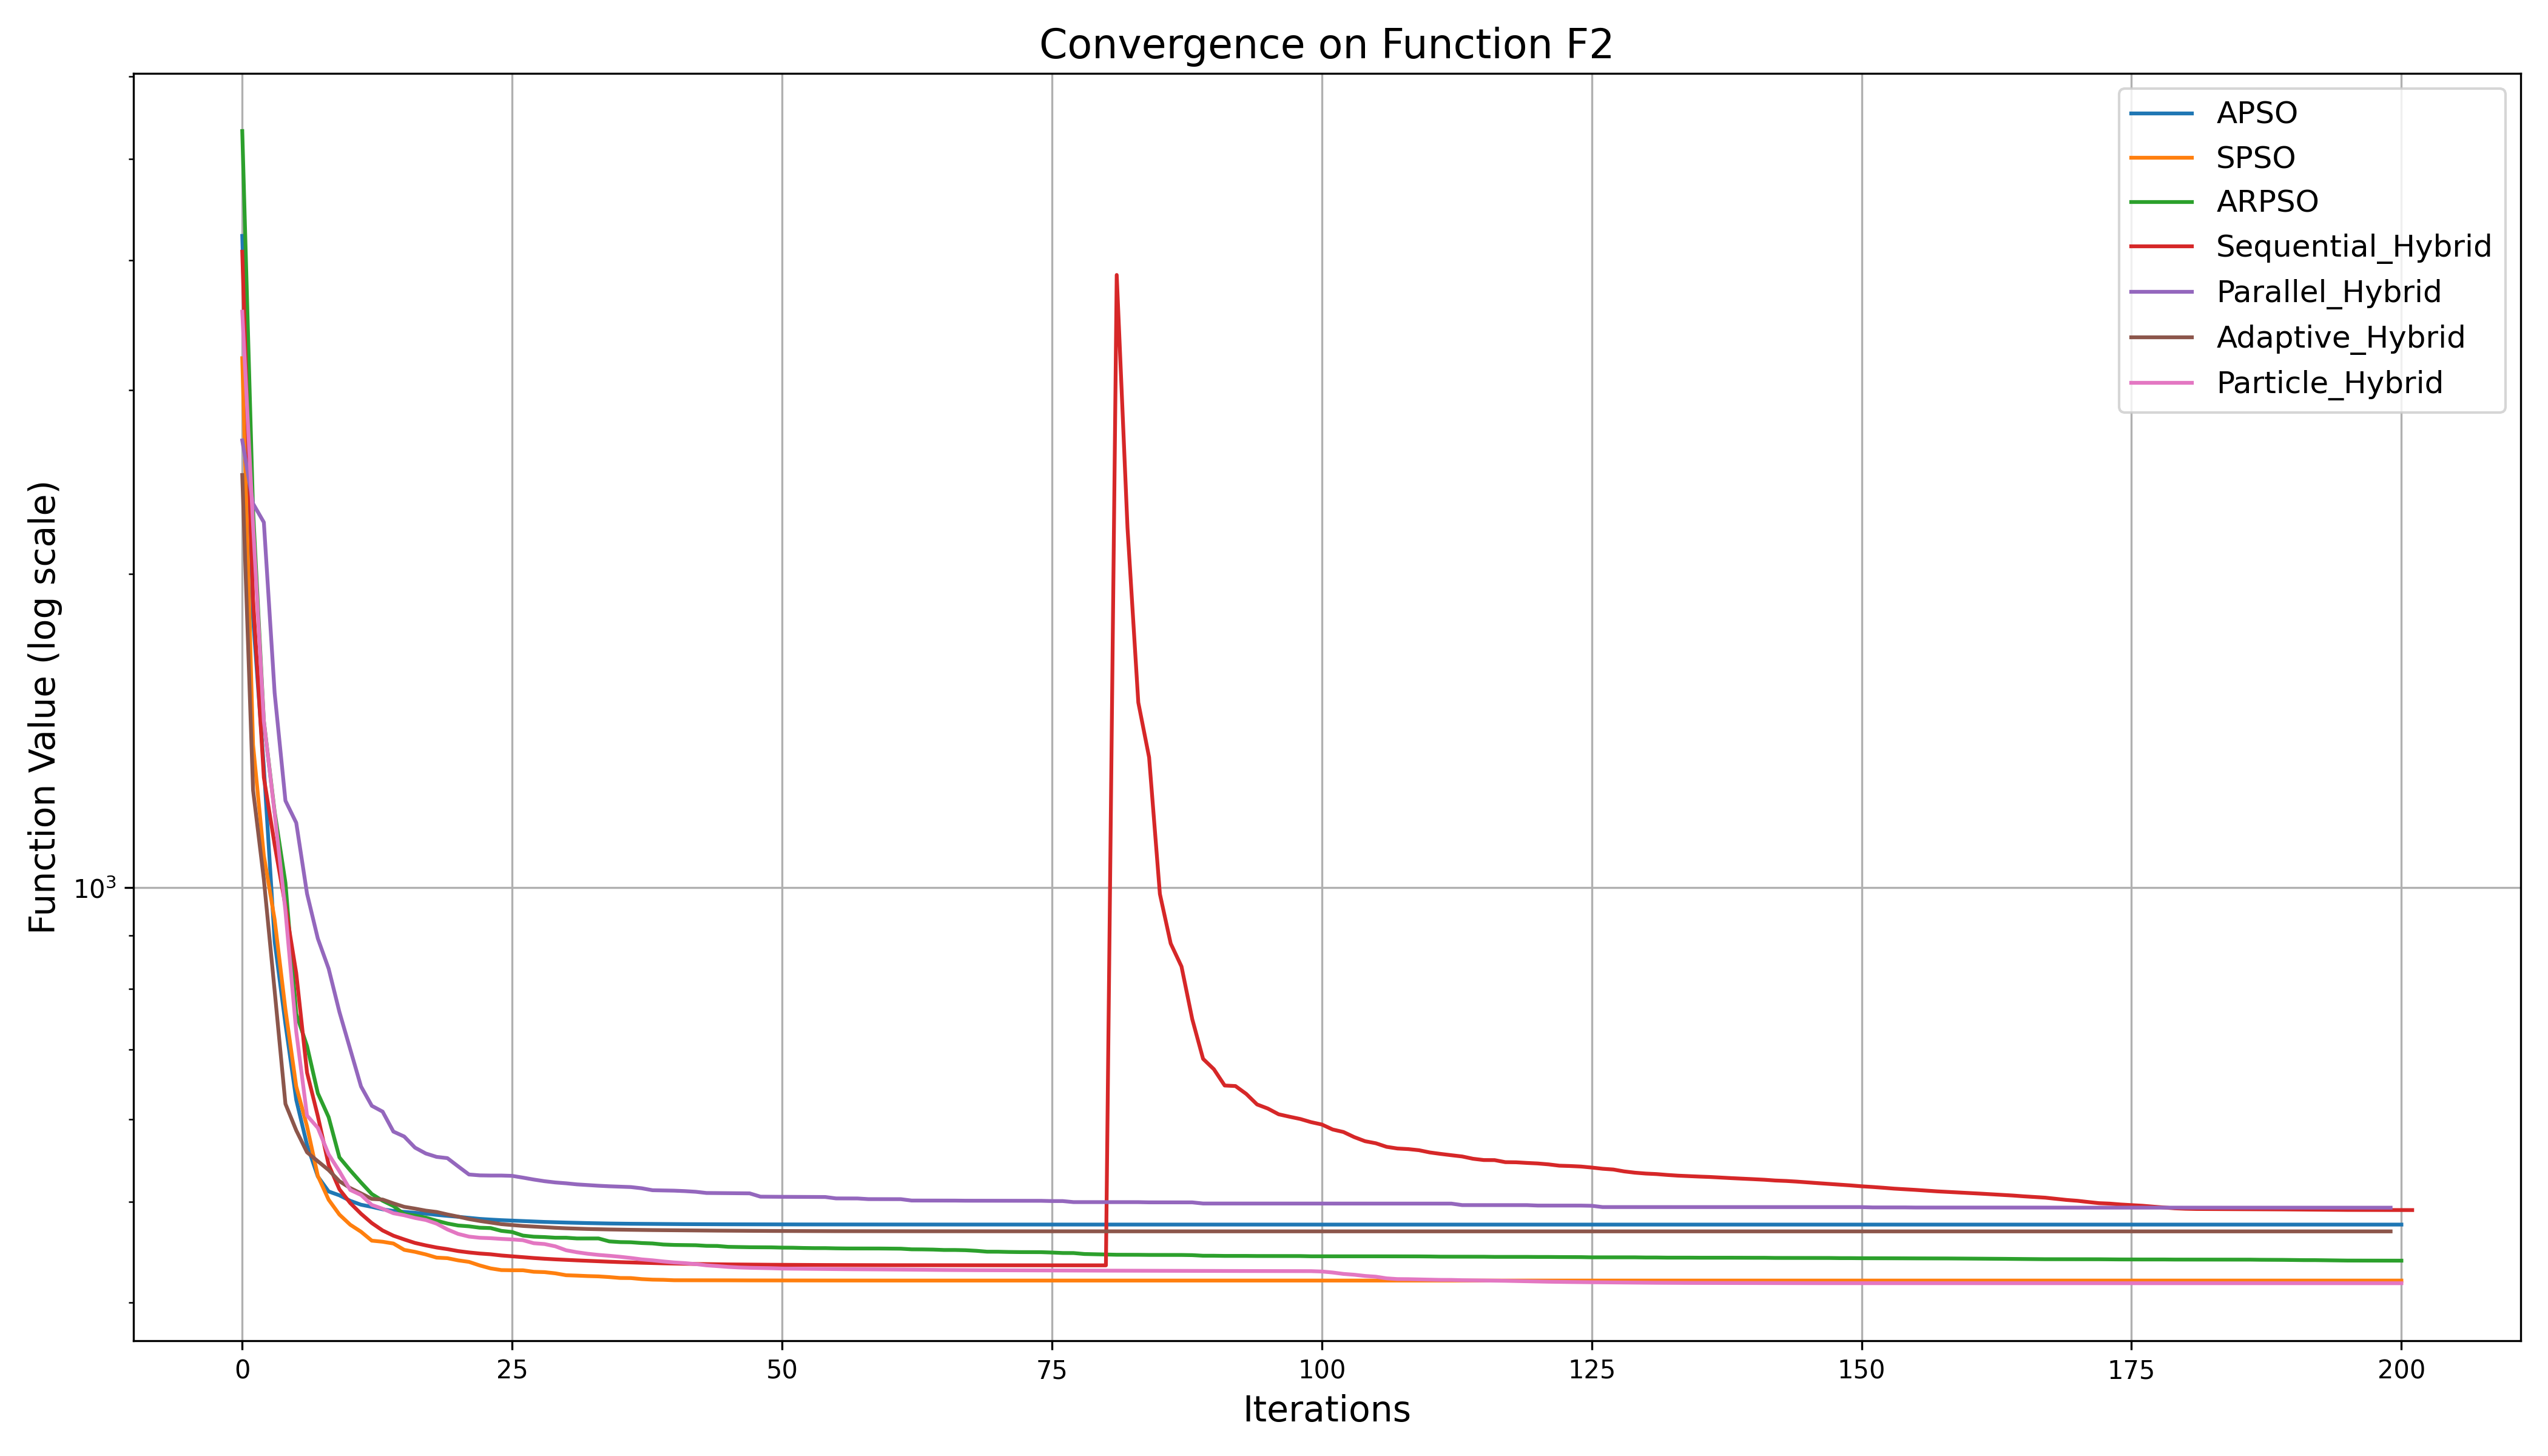 Convergence on Function F2
Function Value (log scale)
10³
0 25 50 75 100 125 150 175 200
Iterations
APSO
SPSO
ARPSO
Sequential_Hybrid
Parallel_Hybrid
Adaptive_Hybrid
Particle_Hybrid